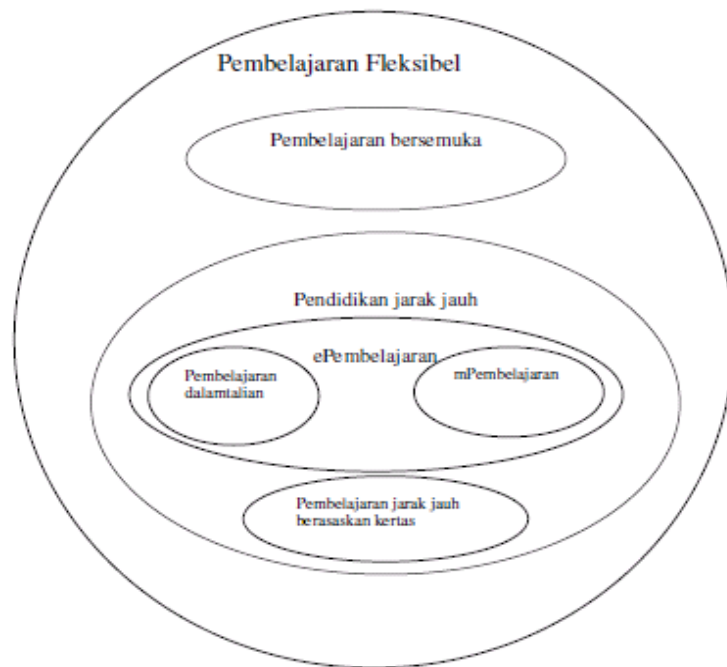 Pembelajaran Fleksibel
Pembelajaran bersemuka
Pendidikan jarak jauh
ePembelajaran
Pembelajaran
dalamtalian
mPembelajaran
Pembelajaran jarak jauh
berasaskan kertas